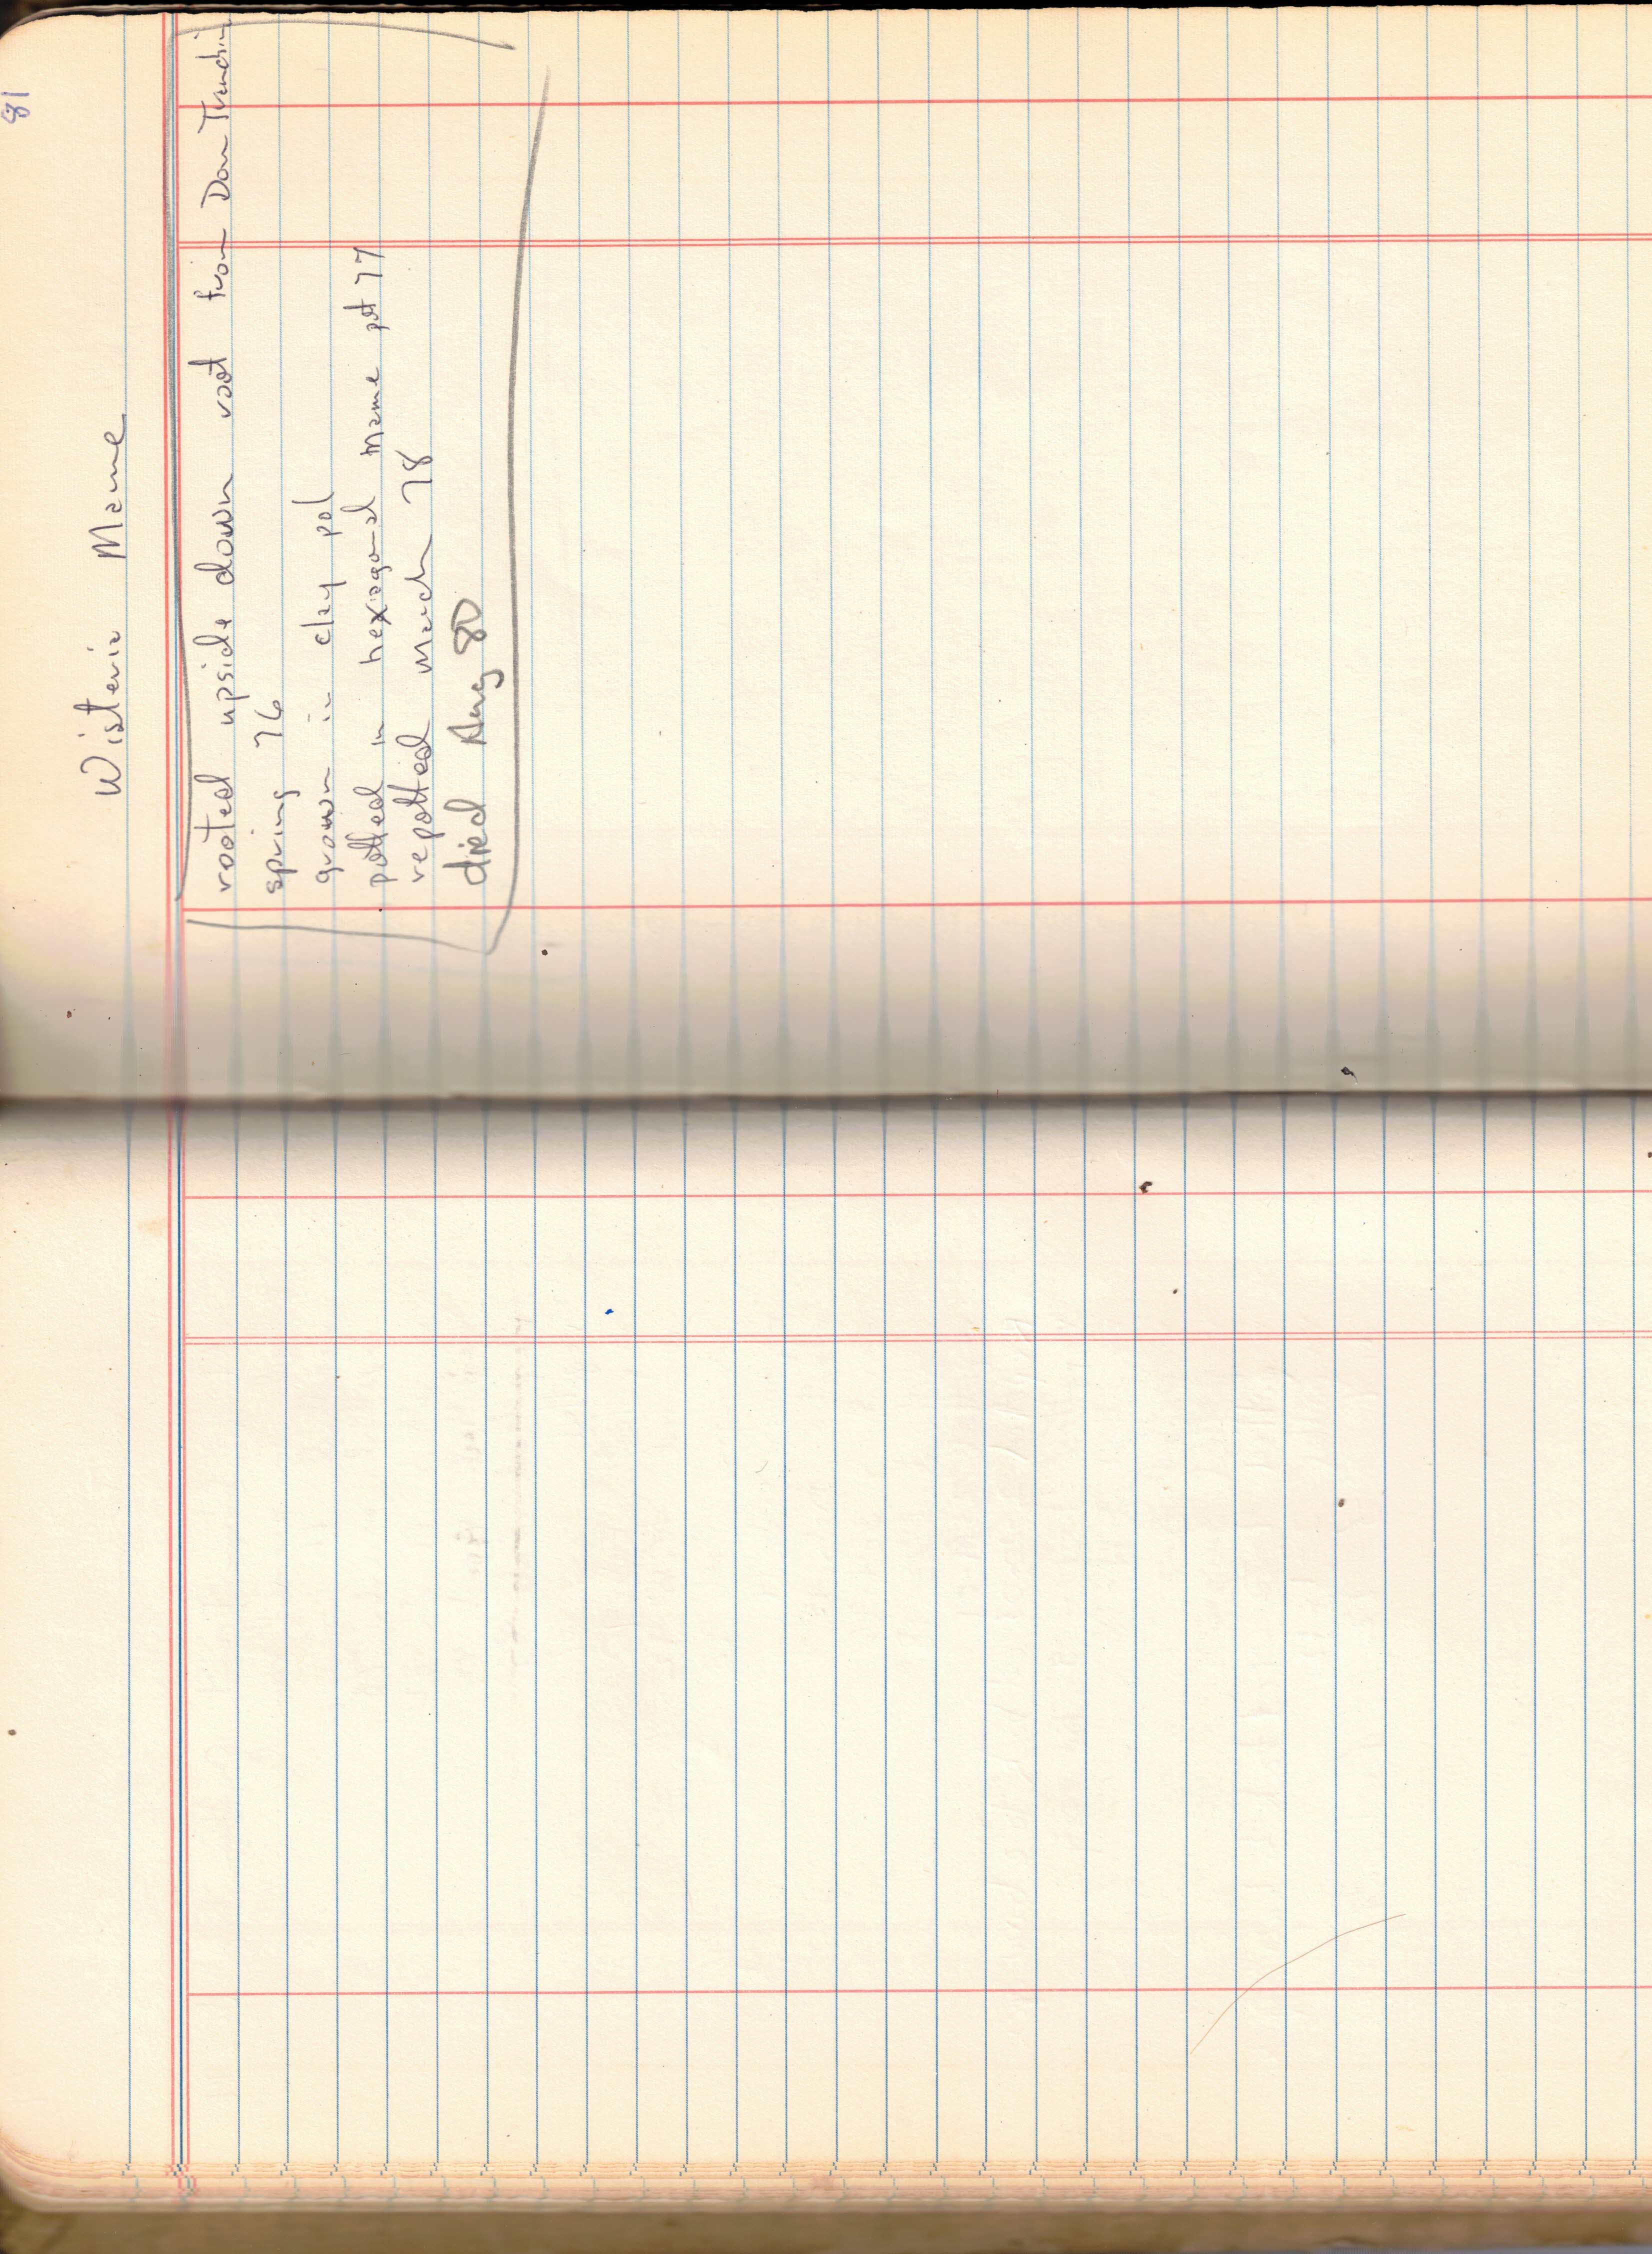 81
Wisteria Mame
rooted upside down root from Don
spring 76
grown in clay pot
potted in hexagonal mame pot 77
repotted March 78
died Aug 80